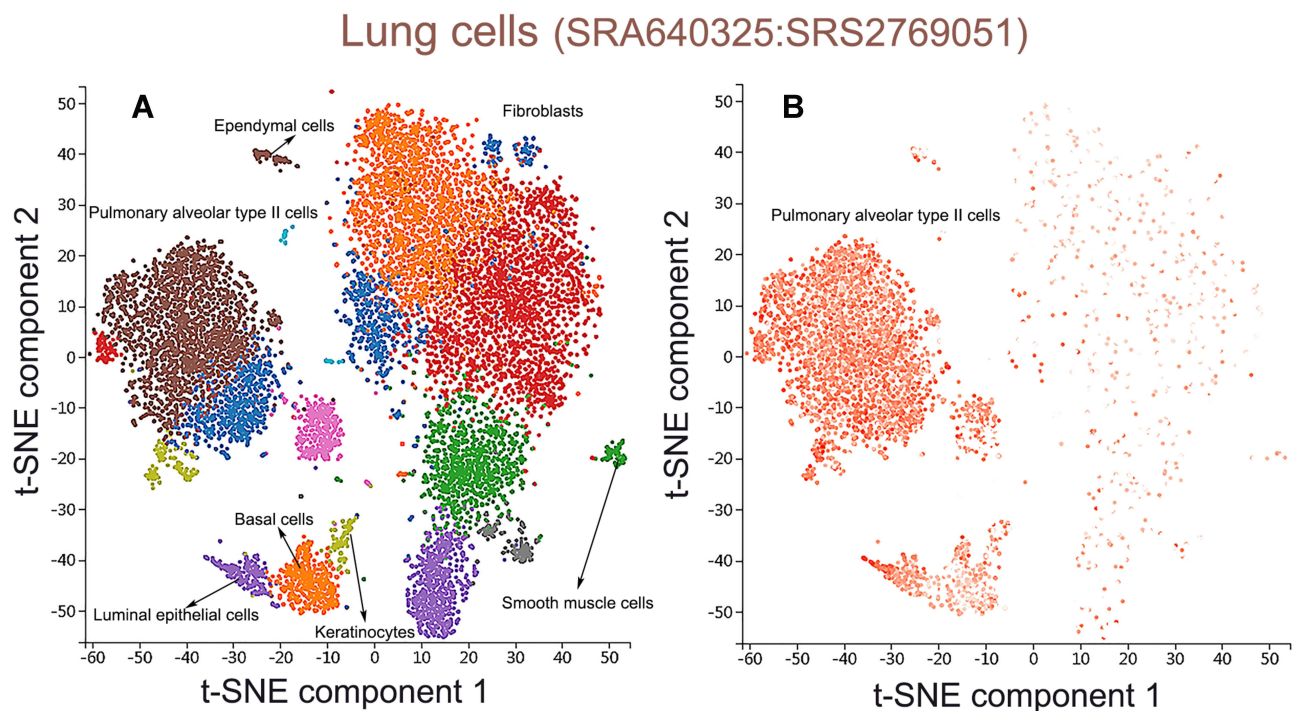 Lung cells (SRA640325:SRS2769051)
A
Fibroblasts
Ependymal cells
Pulmonary alveolar type II cells
Basal cells
Luminal epithelial cells
Keratinocytes
Smooth muscle cells
50
40
30
20
10
0
-10
-20
-30
-40
-50
t-SNE component 2
-60 -50 -40 -30 -20 -10 0 10 20 30 40 50
t-SNE component 1
B
Pulmonary alveolar type II cells
50
40
30
20
10
0
-10
-20
-30
-40
-50
t-SNE component 2
-60 -50 -40 -30 -20 -10 0 10 20 30 40 50
t-SNE component 1